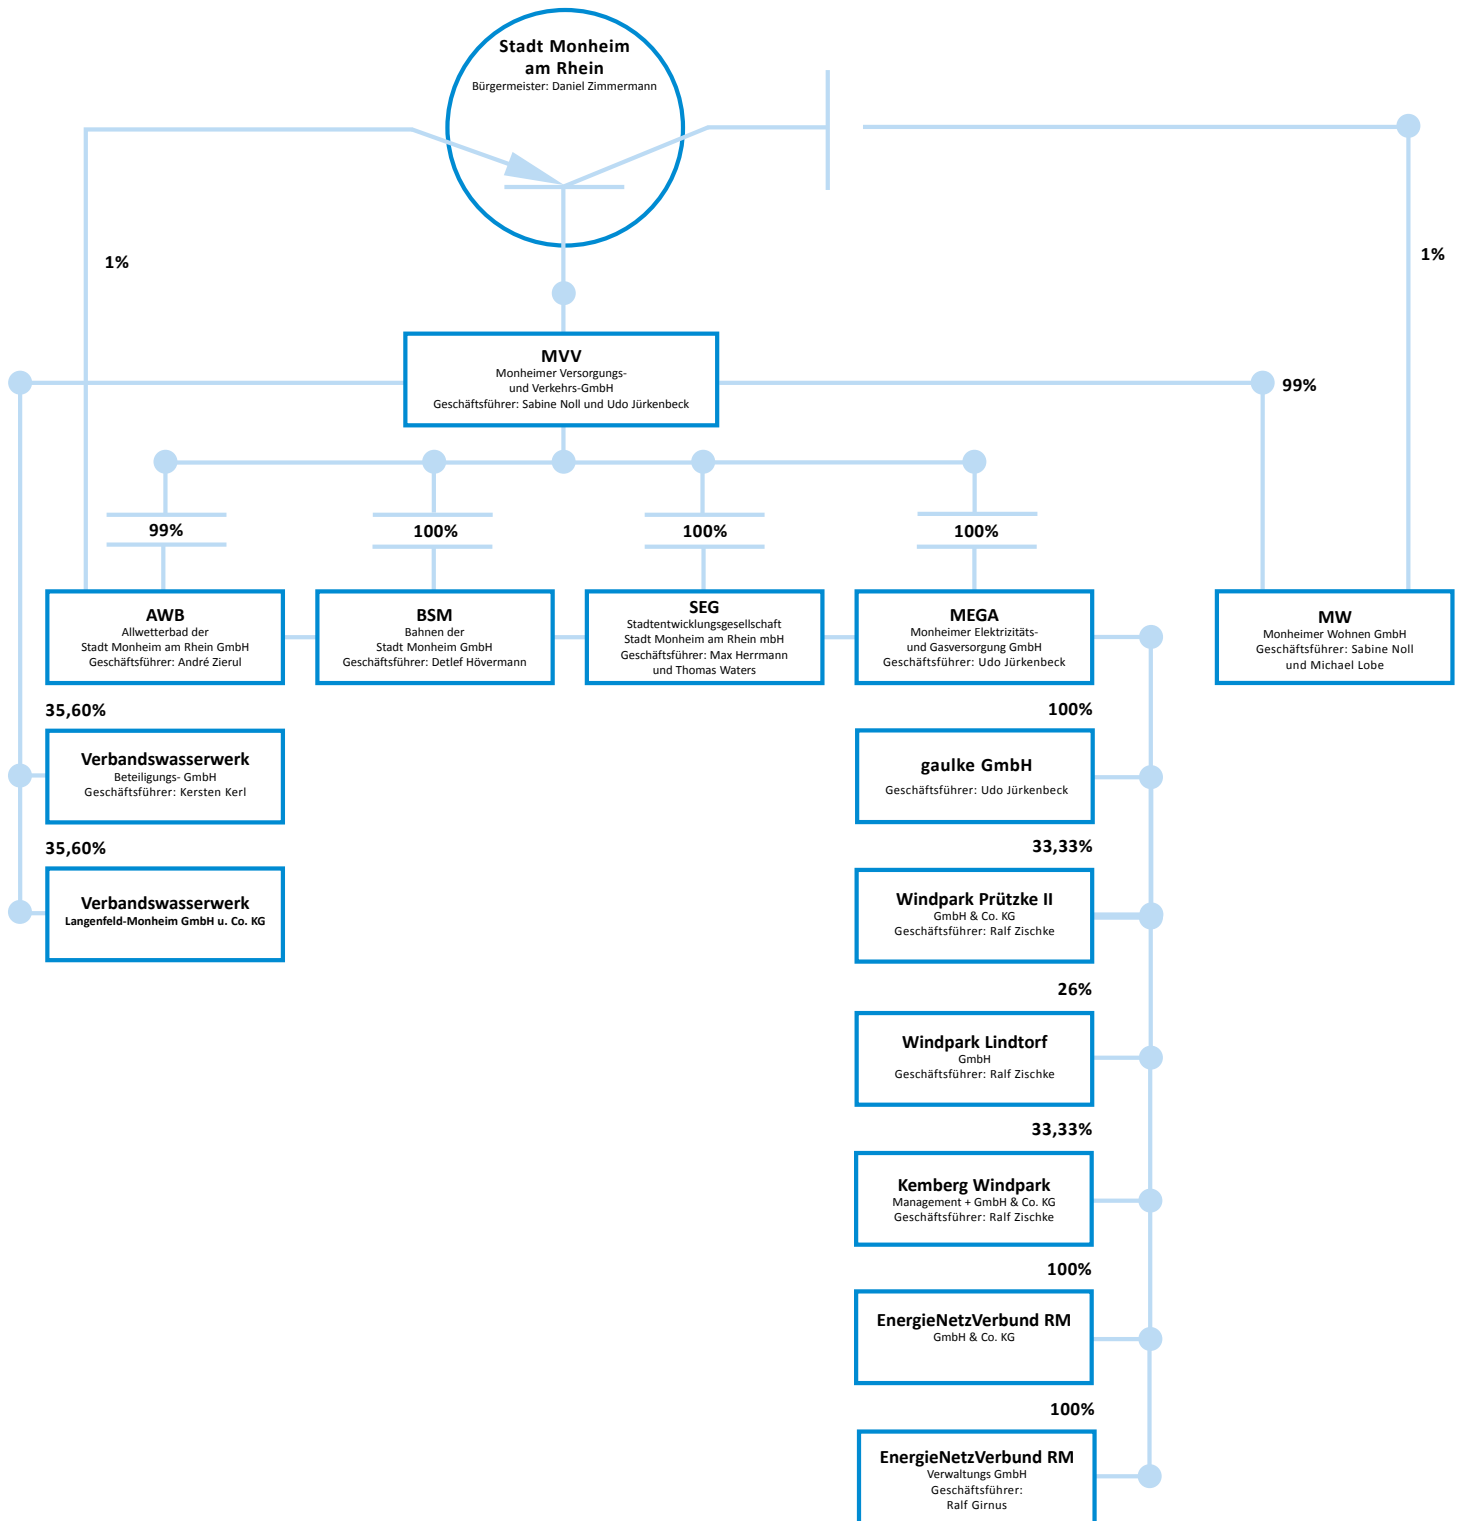 Stadt Monheim
am Rhein
Bürgermeister: Daniel Zimmermann
1%
1%
MVV
Monheimer Versorgungs-
und Verkehrs-GmbH
Geschäftsführer: Sabine Noll und Udo Jürkenbeck
99%
99%
100%
100%
100%
AWB
Allwetterbad der
Stadt Monheim am Rhein GmbH
Geschäftsführer: André Zierul
BSM
Bahnen der
Stadt Monheim GmbH
Geschäftsführer: Detlef Hövermann
SEG
Stadtentwicklungsgesellschaft
Stadt Monheim am Rhein mbH
Geschäftsführer: Max Herrmann
und Thomas Waters
MEGA
Monheimer Elektrizitäts-
und Gasversorgung GmbH
Geschäftsführer: Udo Jürkenbeck
MW
Monheimer Wohnen GmbH
Geschäftsführer: Sabine Noll
und Michael Lobe
35,60%
Verbandswasserwerk
Beteiligungs- GmbH
Geschäftsführer: Kersten Kerl
35,60%
Verbandswasserwerk
Langenfeld-Monheim GmbH u. Co. KG
100%
gaulke GmbH
Geschäftsführer: Udo Jürkenbeck
33,33%
Windpark Prützke II
GmbH & Co. KG
Geschäftsführer: Ralf Zischke
26%
Windpark Lindtorf
GmbH
Geschäftsführer: Ralf Zischke
33,33%
Kemberg Windpark
Management + GmbH & Co. KG
Geschäftsführer: Ralf Zischke
100%
EnergieNetzVerbund RM
GmbH & Co. KG
100%
EnergieNetzVerbund RM
Verwaltungs GmbH
Geschäftsführer:
Ralf Girnus